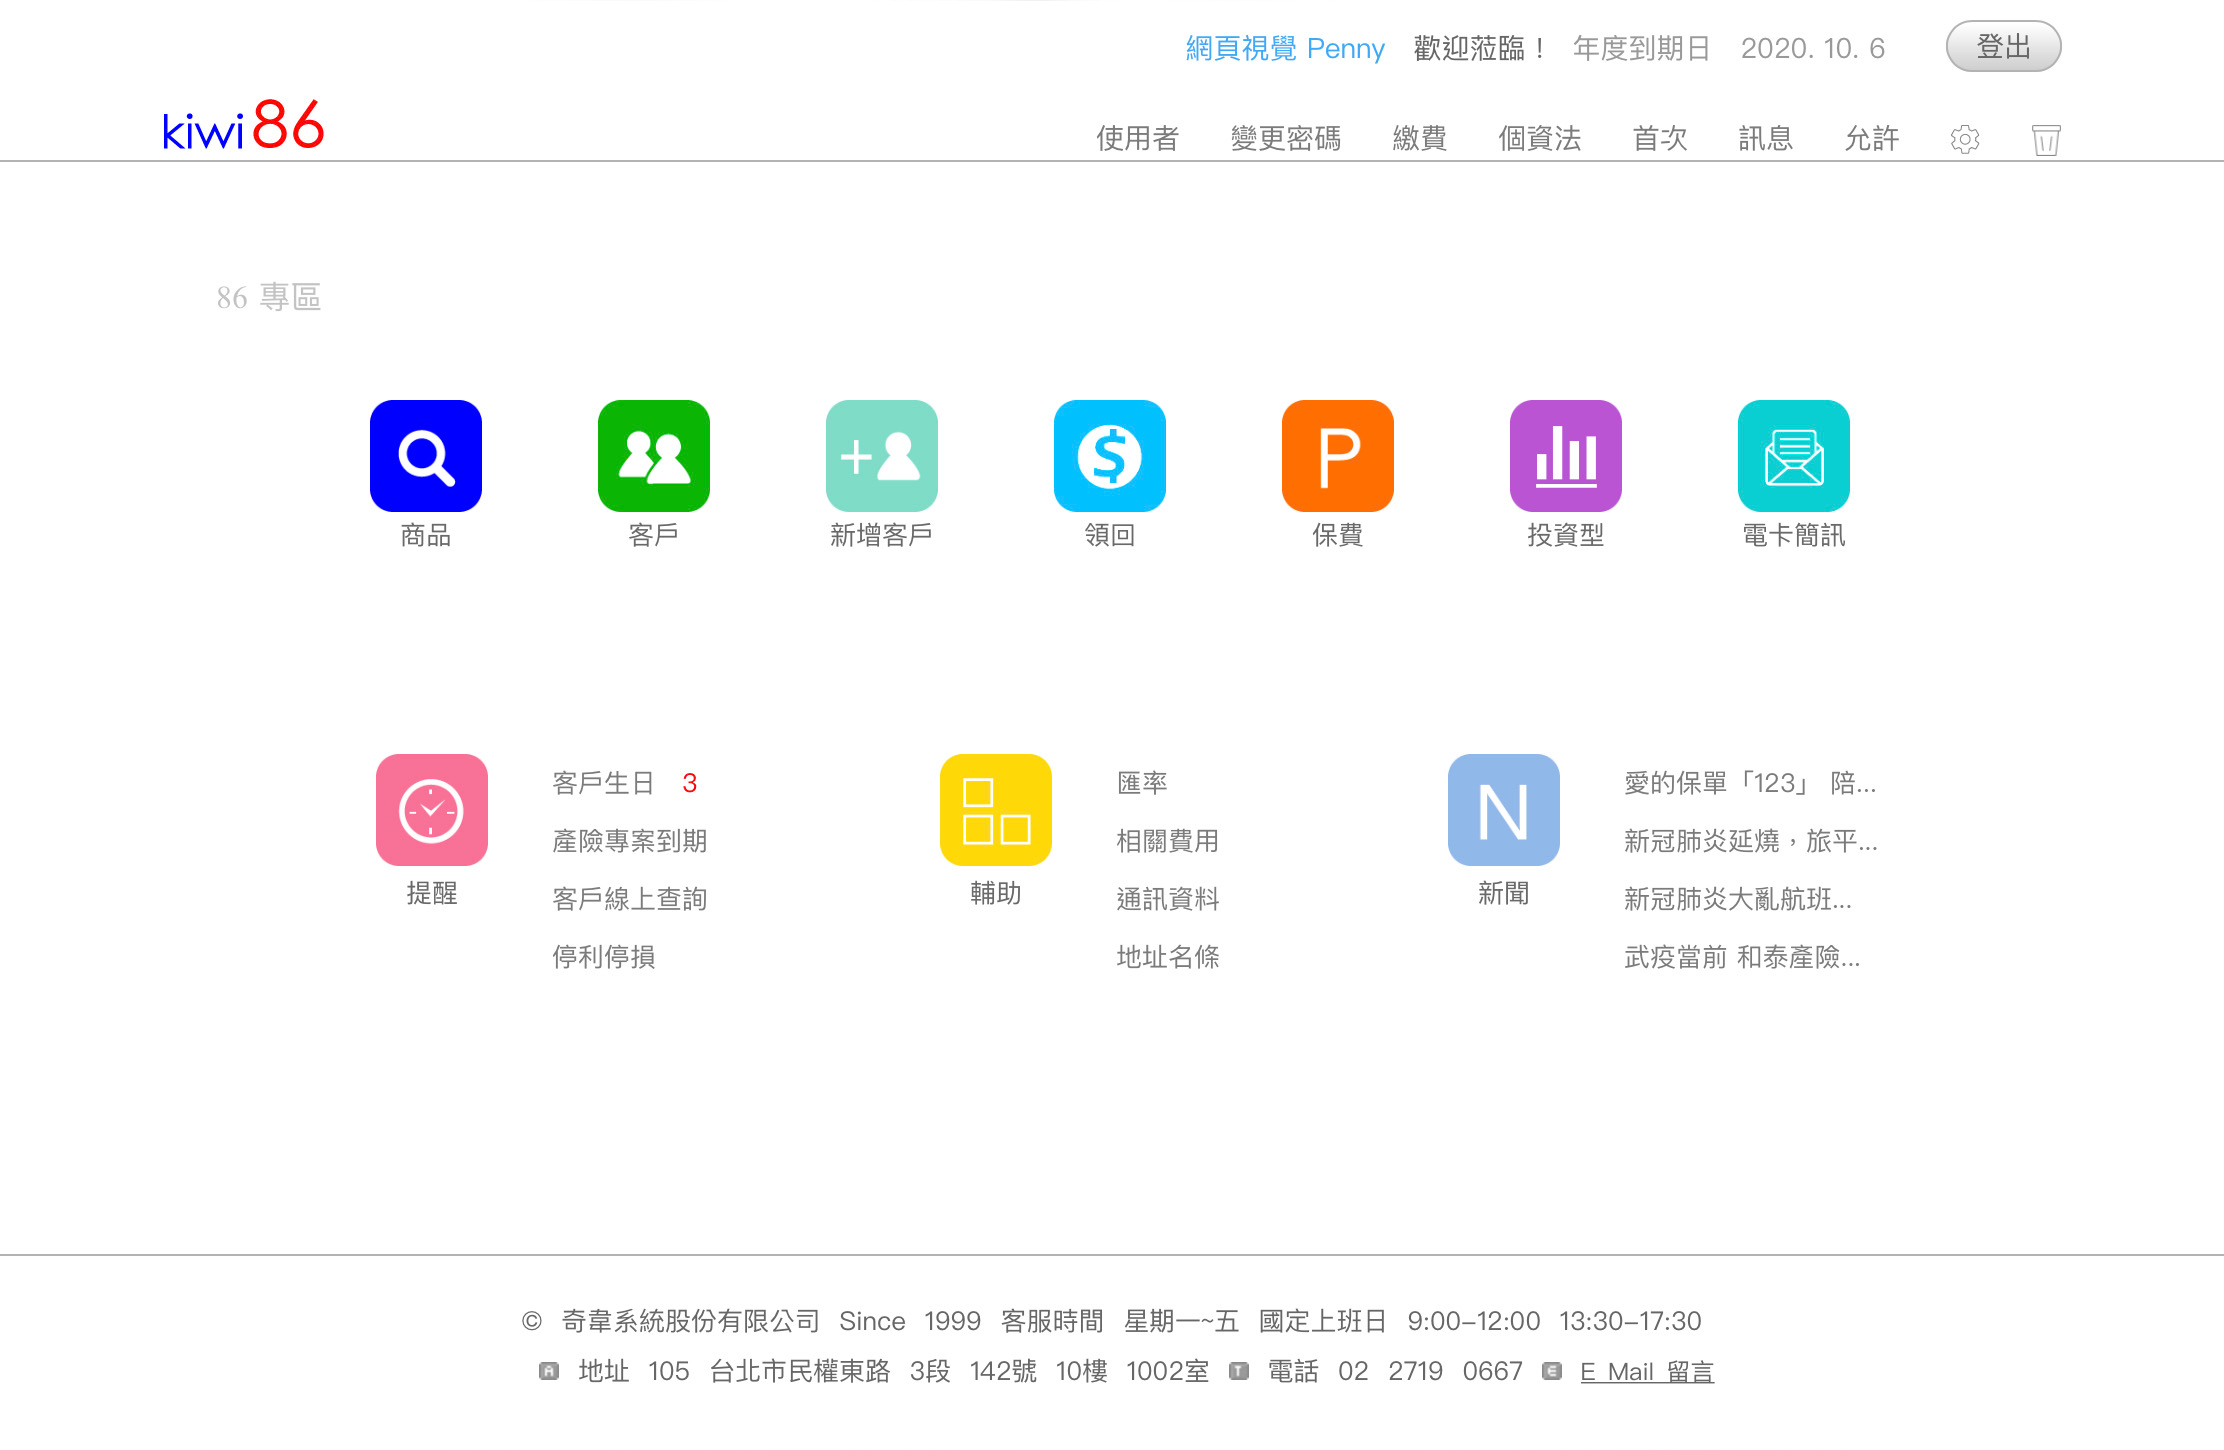 網頁視覺 Penny 歡迎蒞臨！ 年度到期日 2020. 10. 6 登出
kiwi 86 使用者 變更密碼 繳費 個資法 首次 訊息 允許
86 專區
P
商品 客戶 新增客戶 領回 保費 投資型 電卡簡訊
客戶生日 3
產險專案到期
客戶線上查詢
停利停損
提醒
匯率
相關費用
通訊資料
地址名條
輔助
N
愛的保單「123」 陪...
新冠肺炎延燒，旅平...
新冠肺炎大亂航班...
武疫當前 和泰產險...
新聞
© 奇韋系統股份有限公司 Since 1999 客服時間 星期一~五 國定上班日 9:00-12:00 13:30-17:30
A 地址 105 台北市民權東路 3段 142號 10樓 1002室 T 電話 02 2719 0667 E E Mail 留言